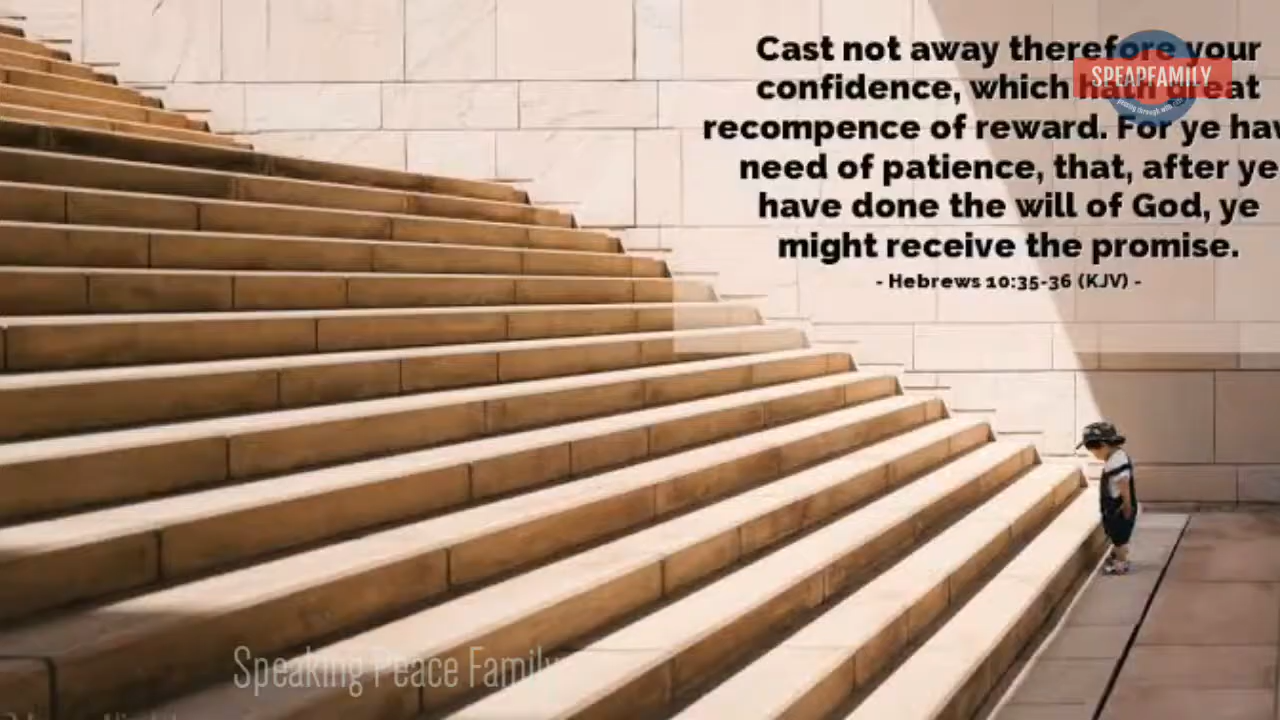 Cast not away therefore your
confidence, which hath great
recompence of reward. For ye hav
need of patience, that, after ye
have done the will of God, ye
might receive the promise.
- Hebrews 10:35-36 (KJV) -
SPEAPFAMILY
Speaking Peace Family